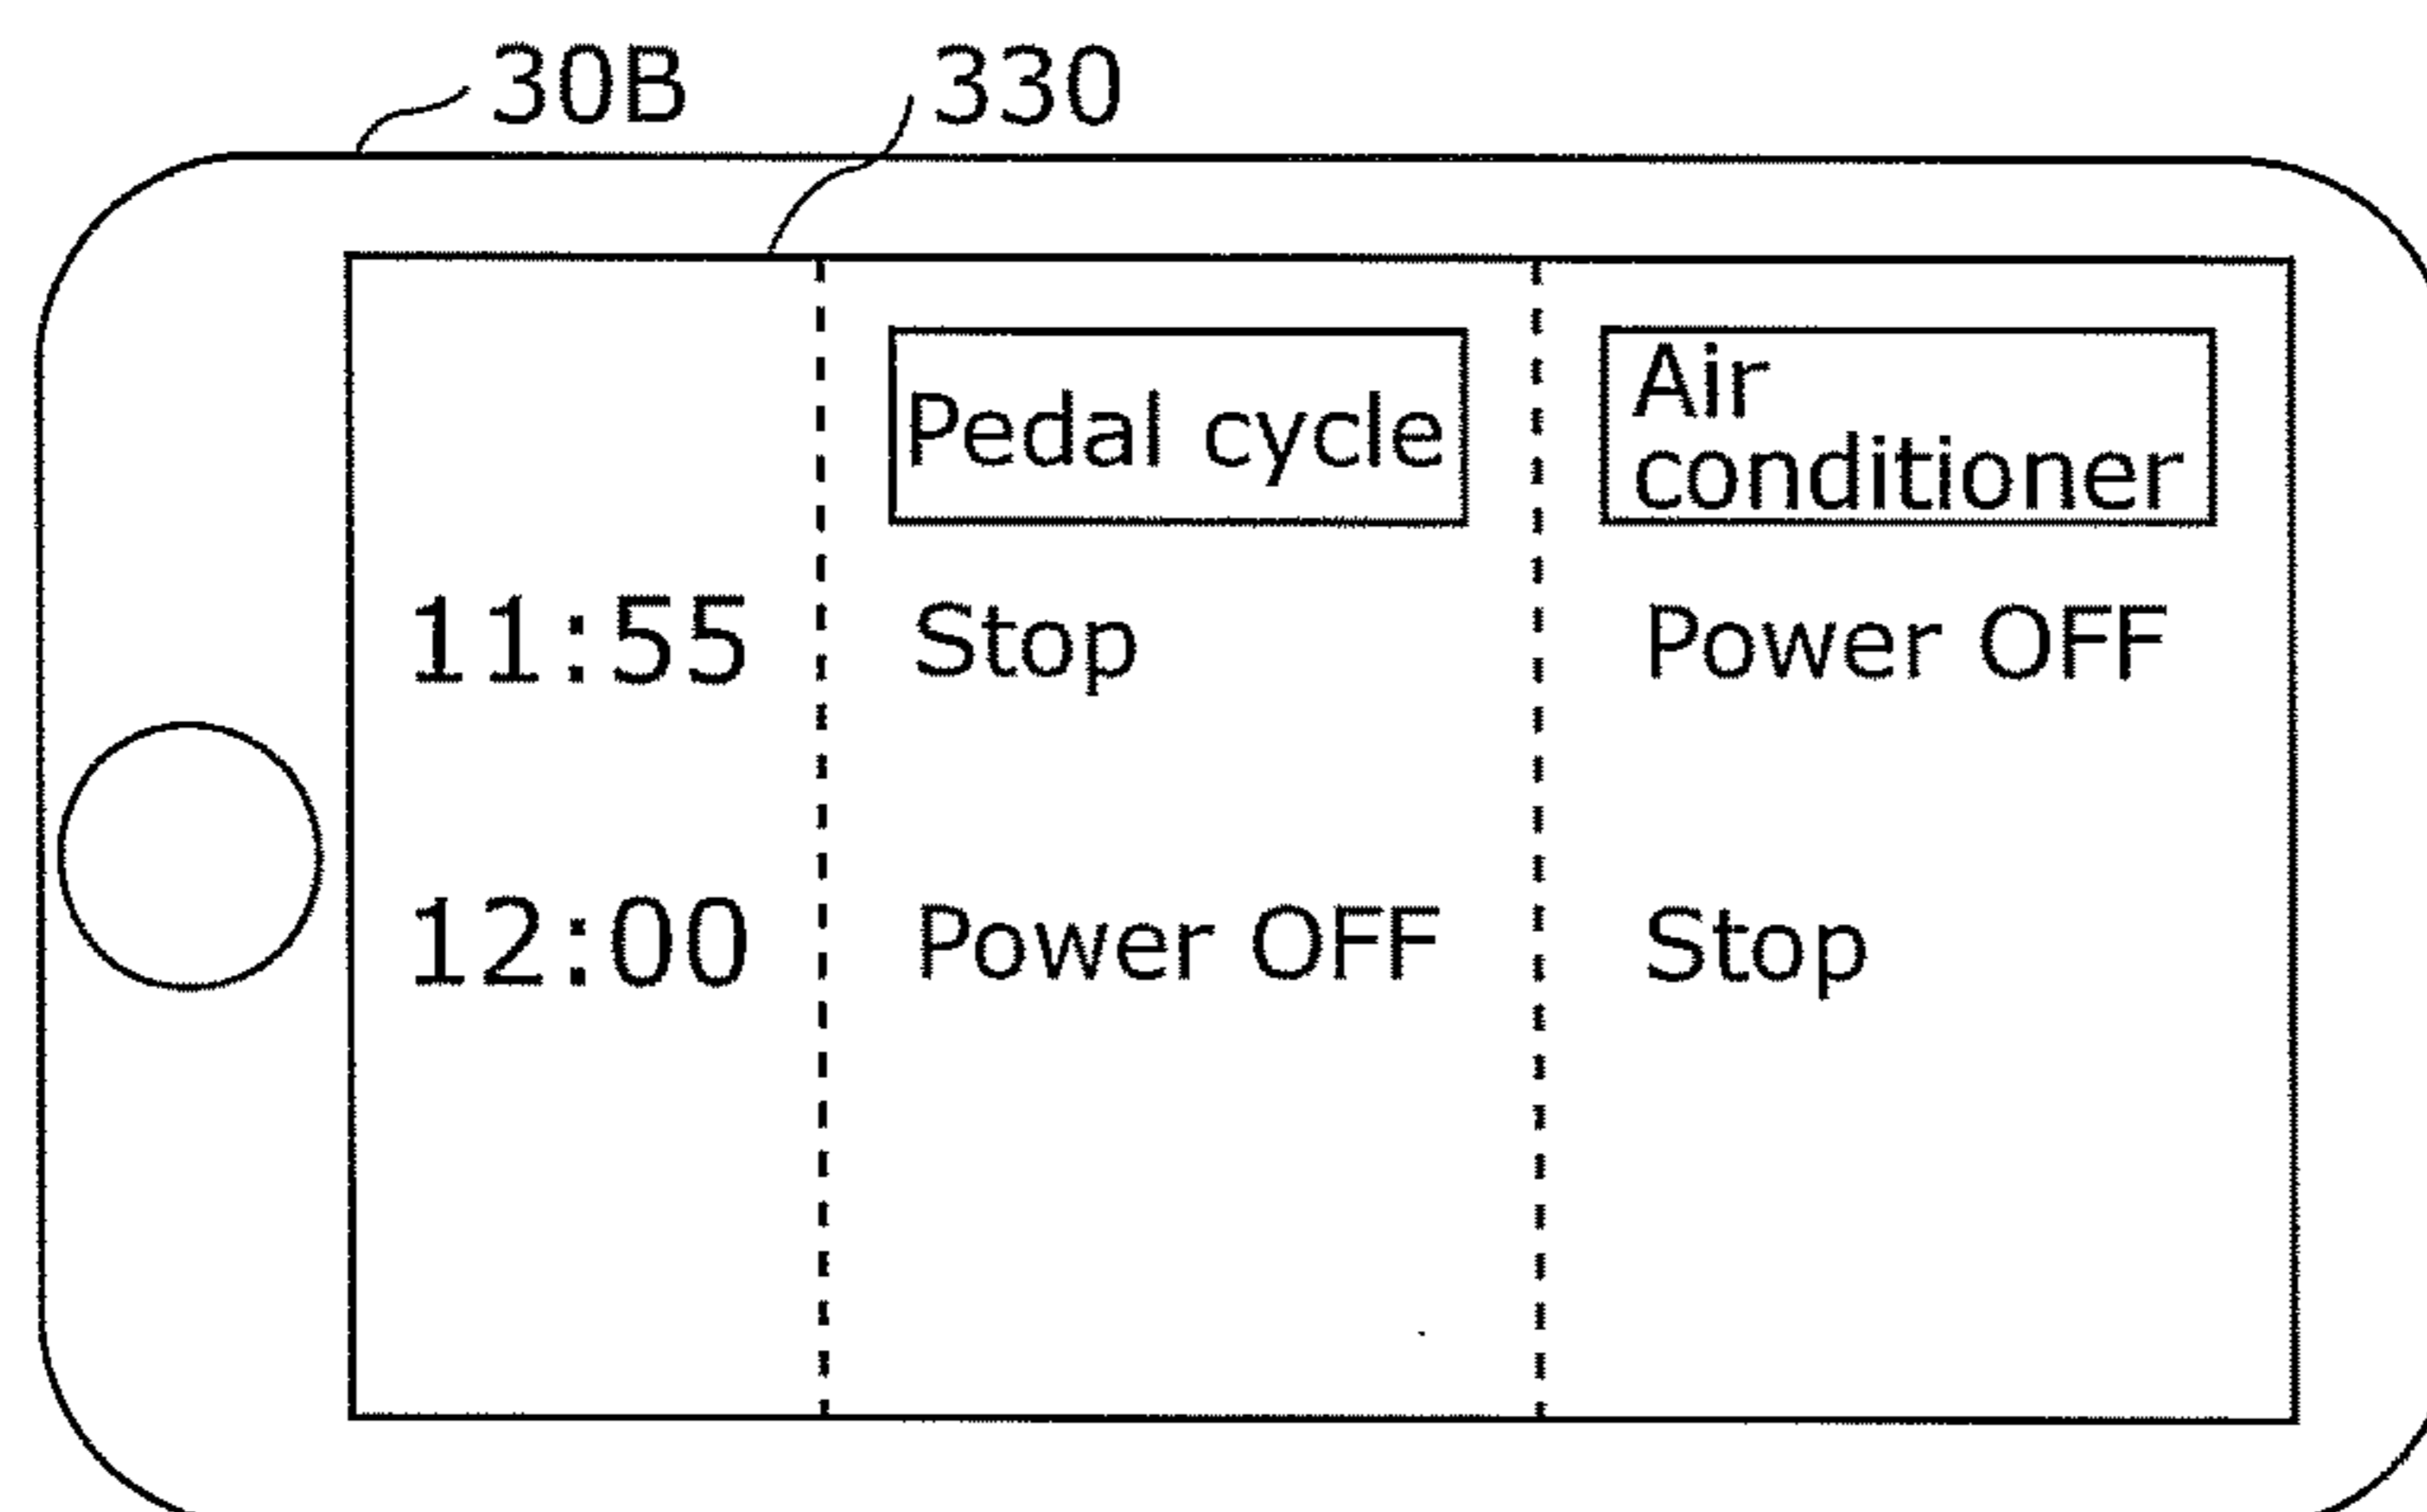 30B 330
Pedal cycle
Air
conditioner
11:55 Stop Power OFF
12:00 Power OFF Stop